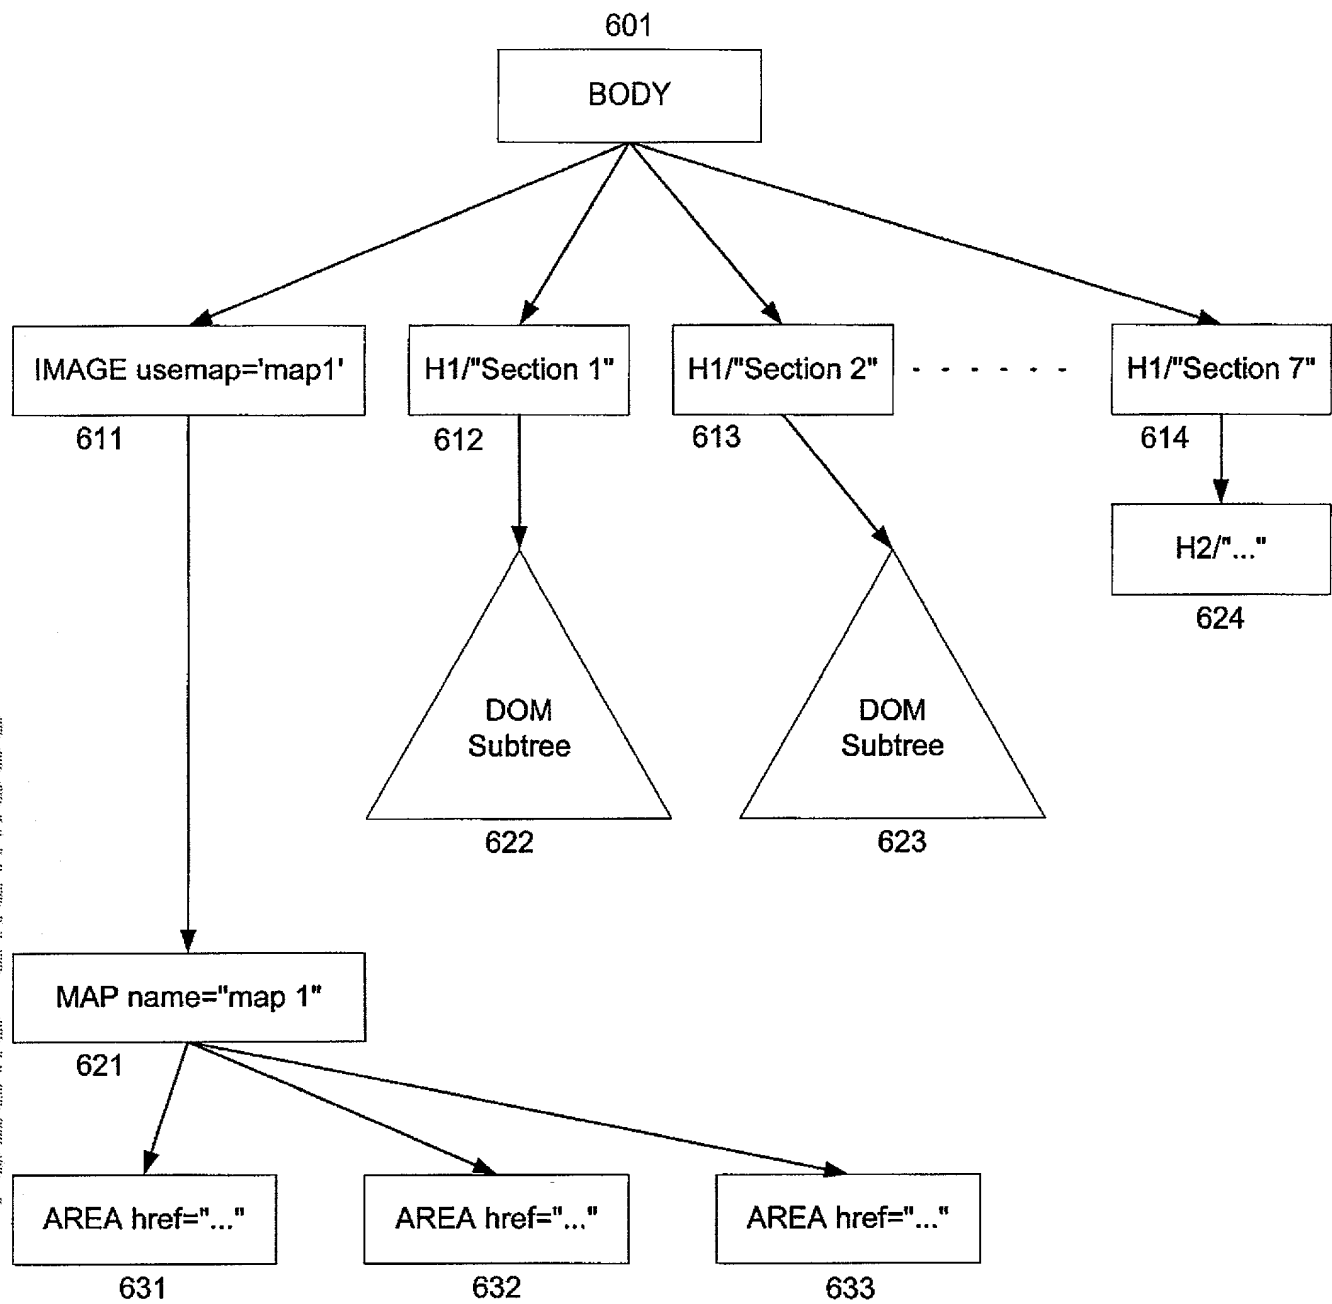 601
BODY
IMAGE usemap='map1'
H1/"Section 1"
H1/"Section 2"
H1/"Section 7"
611
612
613
614
H2/"..."
624
DOM
Subtree
DOM
Subtree
622
623
MAP name="map 1"
621
AREA href="..."
AREA href="..."
AREA href="..."
631
632
633